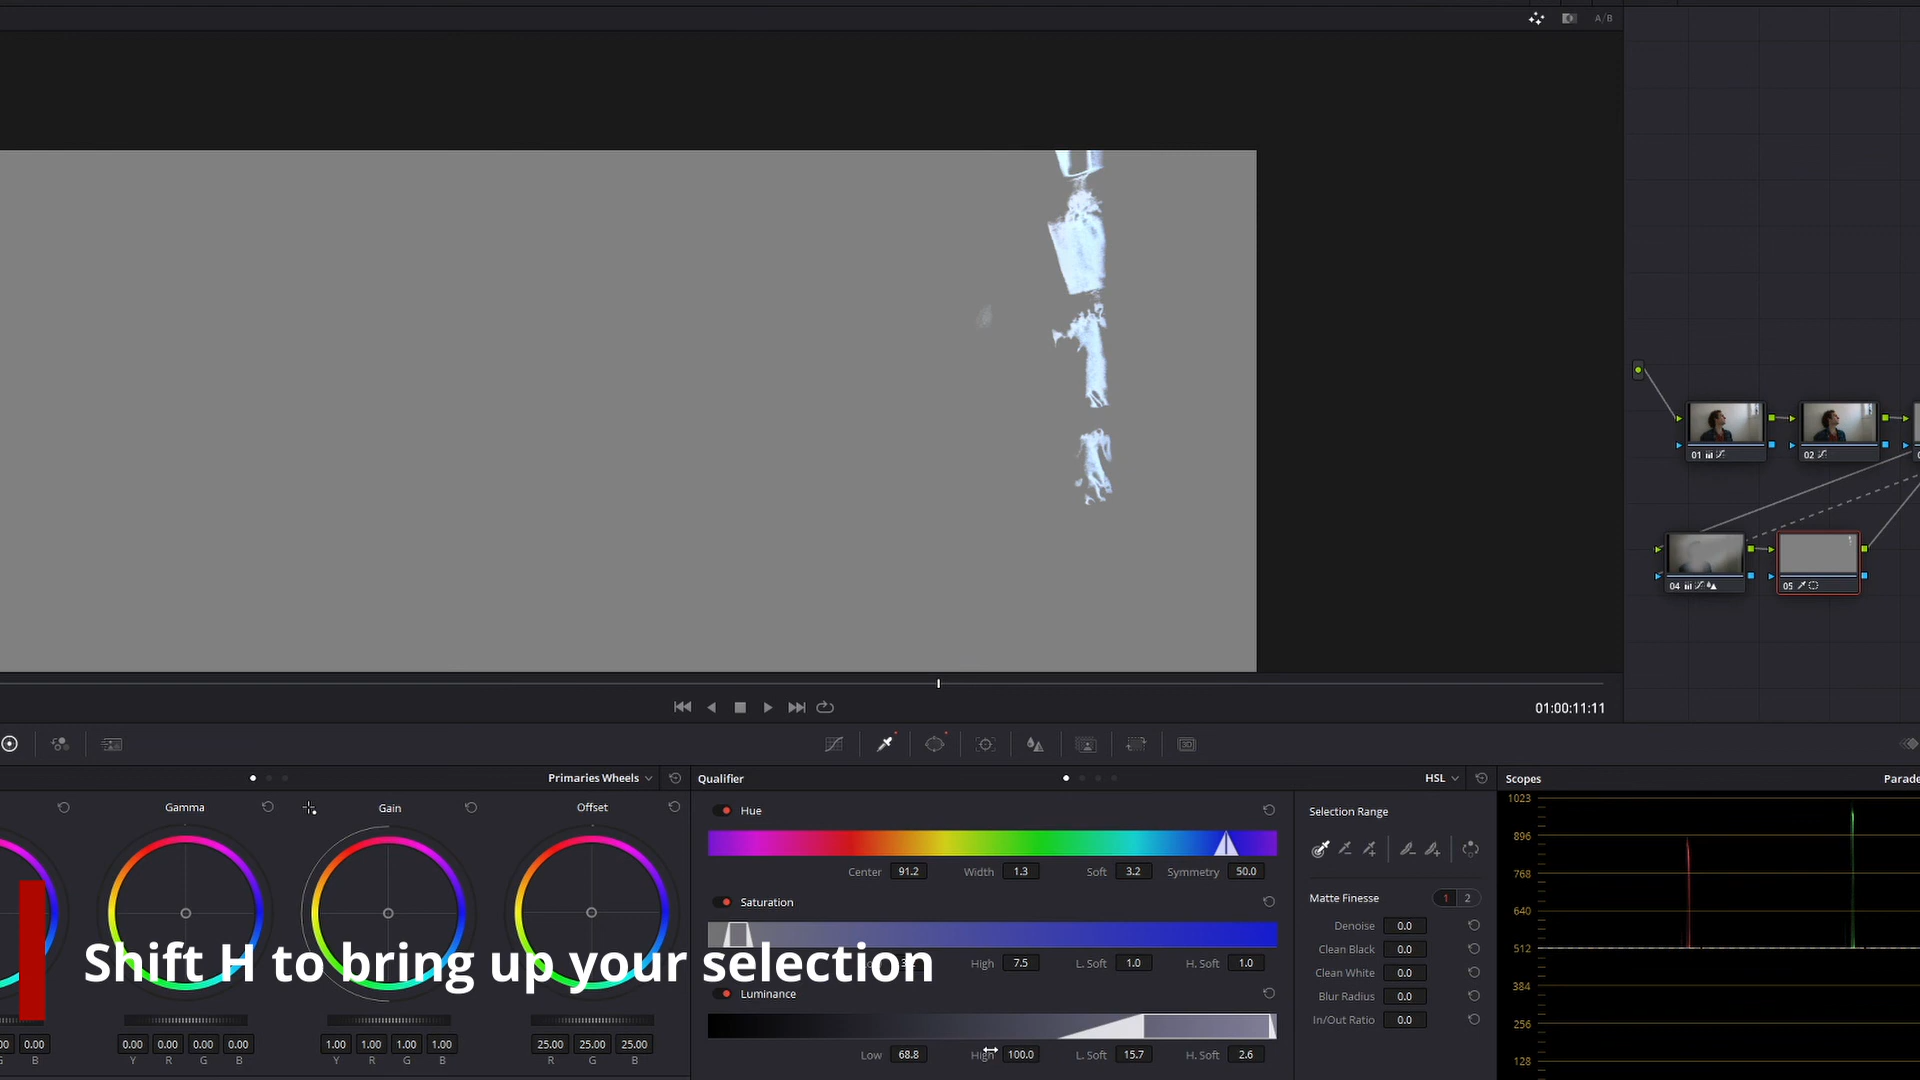 A/B
01
02
04
05
01:00:11:11
3D
Primaries Wheels
Qualifier
HSL
Scopes
Parade
Gamma
Gain
Offset
Hue
Selection Range
1023
896
768
640
512
384
256
128
Center 91.2 Width 1.3 Soft 3.2 Symmetry 50.0
Saturation
Matte Finesse 1 2
Denoise 0.0
Clean Black 0.0
Clean White 0.0
Blur Radius 0.0
In/Out Ratio 0.0
High 7.5 L. Soft 1.0 H. Soft 1.0
Shift H to bring up your selection
Luminance
0.00 0.00 0.00 0.00 0.00
B Y R G B
1.00 1.00 1.00 1.00
Y R G B
25.00 25.00 25.00
R G B
Low 68.8 High 100.0 L. Soft 15.7 H. Soft 2.6